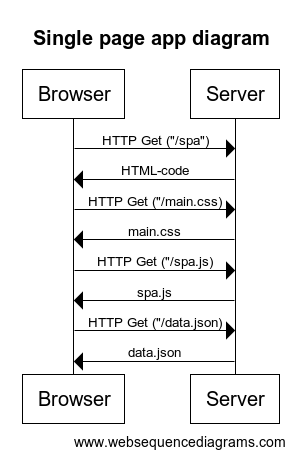 Single page app diagram
Browser Server
HTTP Get ("/spa")
HTML-code
HTTP Get ("/main.css)
main.css
HTTP Get ("/spa.js)
spa.js
HTTP Get ("/data.json)
data.json
Browser Server
www.websequencediagrams.com